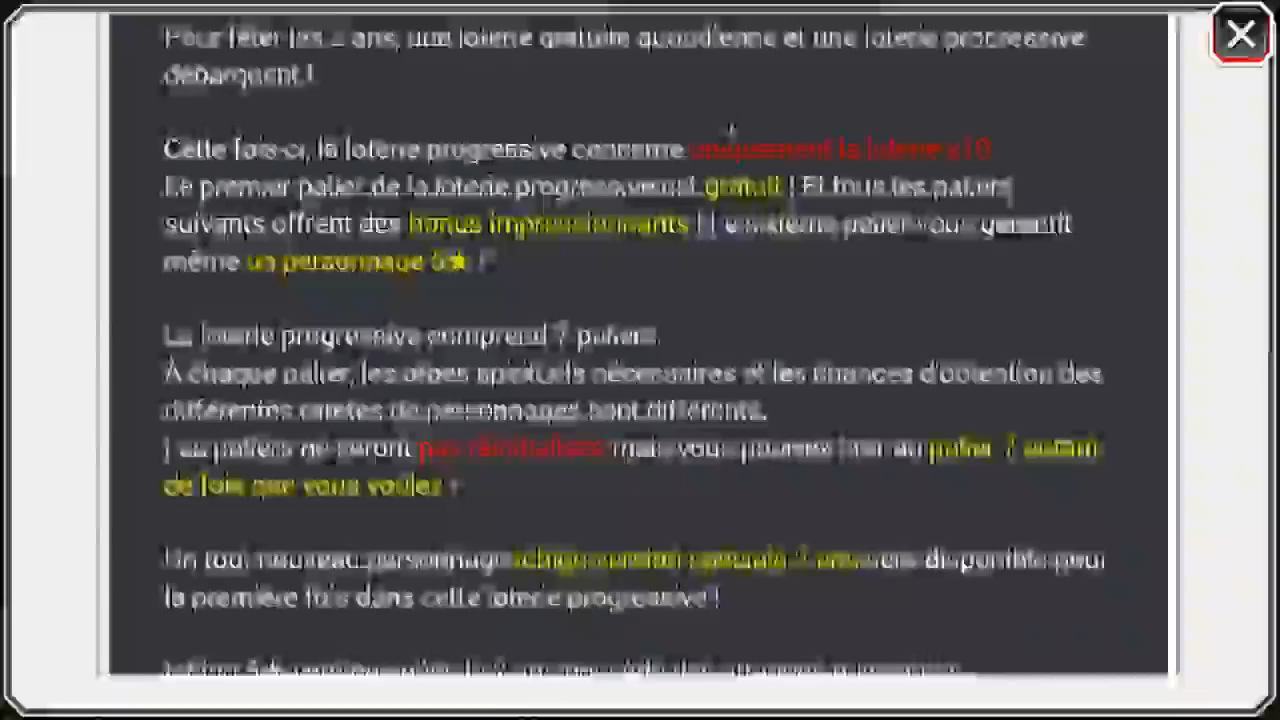 Pour fêter les ans, une loterie gratuite quotidienne et une loterie progressive
débarquent !
Cette fois-ci, la loterie progressive concerne uniquement la loterie x10
Le premier palier de la loterie progressive est gratuit ! Et tous les paliers
suivants offrent des bonus impressionnants ! Le sixième palier vous garantit
même un personnage 5★ !
La loterie progressive comprend 7 paliers.
À chaque palier, les orbes spirituels nécessaires et les chances d'obtention des
différentes raretés de personnages sont différents.
Les paliers ne seront pas réinitialisés mais vous pourrez tirer au palier 7 autant
de fois que vous voulez !
Un tout nouveau personnage disponible pour
la première fois dans cette loterie progressive !